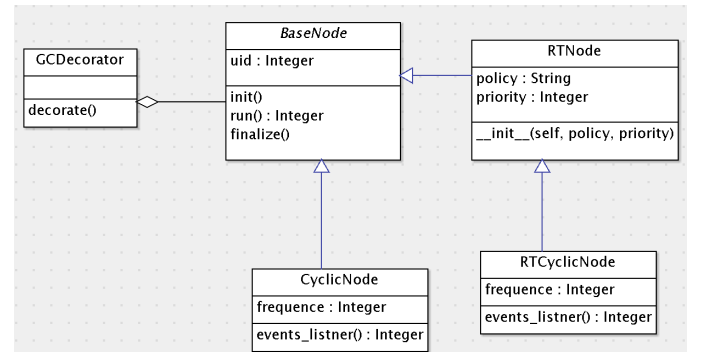 BaseNode
uid : Integer
init()
run() : Integer
finalize()
GCDecorator
decorate()
RTNode
policy : String
priority : Integer
__init__(self, policy, priority)
CyclicNode
frequence : Integer
events_listner() : Integer
RTCyclicNode
frequence : Integer
events_listner() : Integer